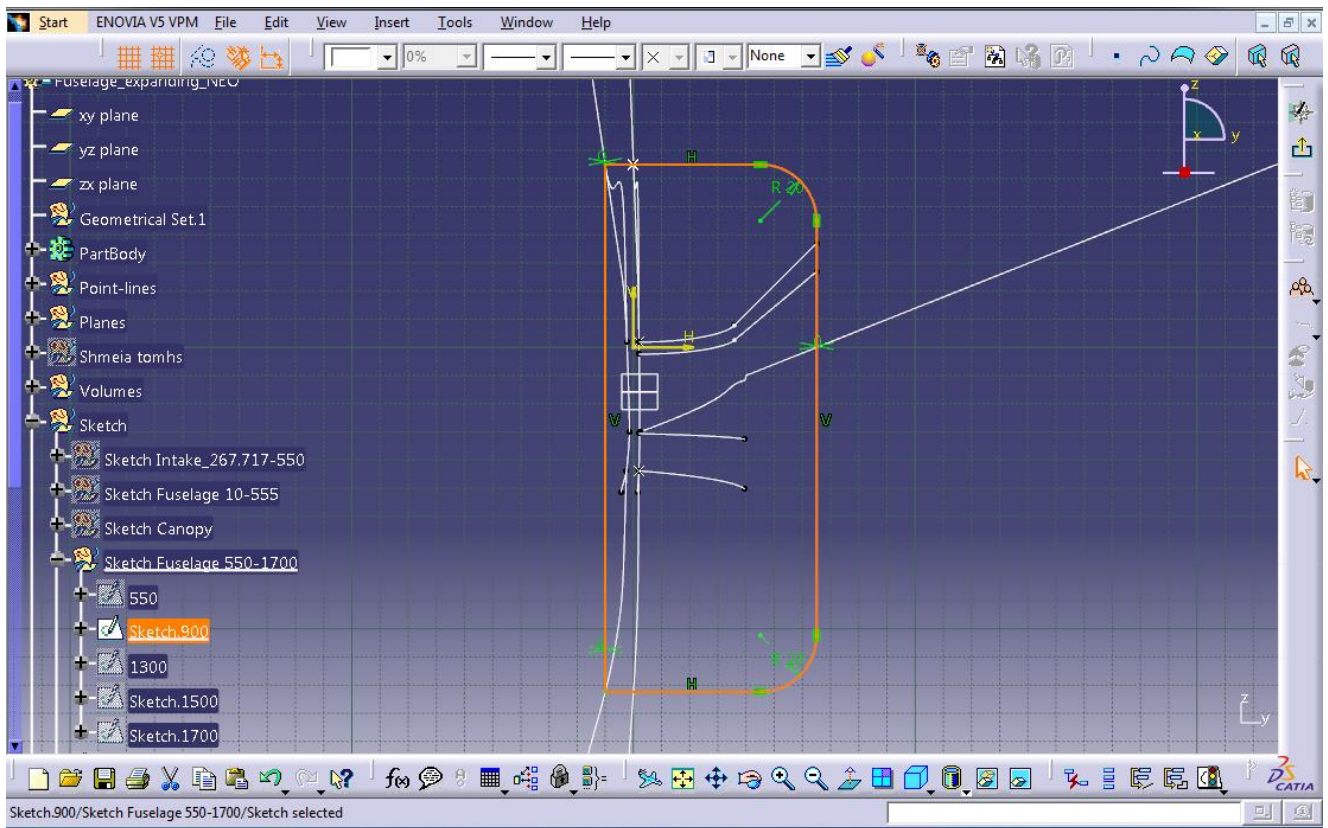 Start ENOVIA V5 VPM File Edit View Insert Tools Window Help
0% None
Fuselage_expanding_NEO
xy plane
yz plane
zx plane
Geometrical Set.1
PartBody
Point-lines
Planes
Shmeia tomhs
Volumes
Sketch
Sketch Intake_267.717-550
Sketch Fuselage 10-555
Sketch Canopy
Sketch Fuselage 550-1700
550
Sketch.900
1300
Sketch.1500
Sketch.1700
H
R 20
V
H
V
V
R 20
H
z
x
y
z
y
f(x)
CATIA
Sketch.900/Sketch Fuselage 550-1700/Sketch selected